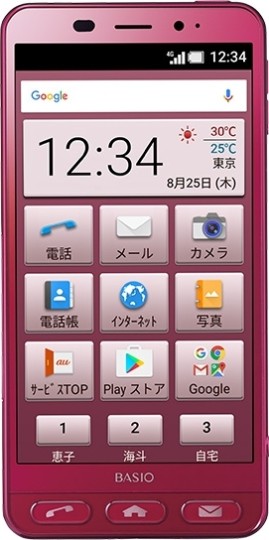 4G 12:34
Google
12:34
30℃
25℃
東京
8月25日 (木)
電話 メール カメラ
電話帳 インターネット 写真
au
サービスTOP Play ストア Google
1 2 3
恵子 海斗 自宅
BASIO